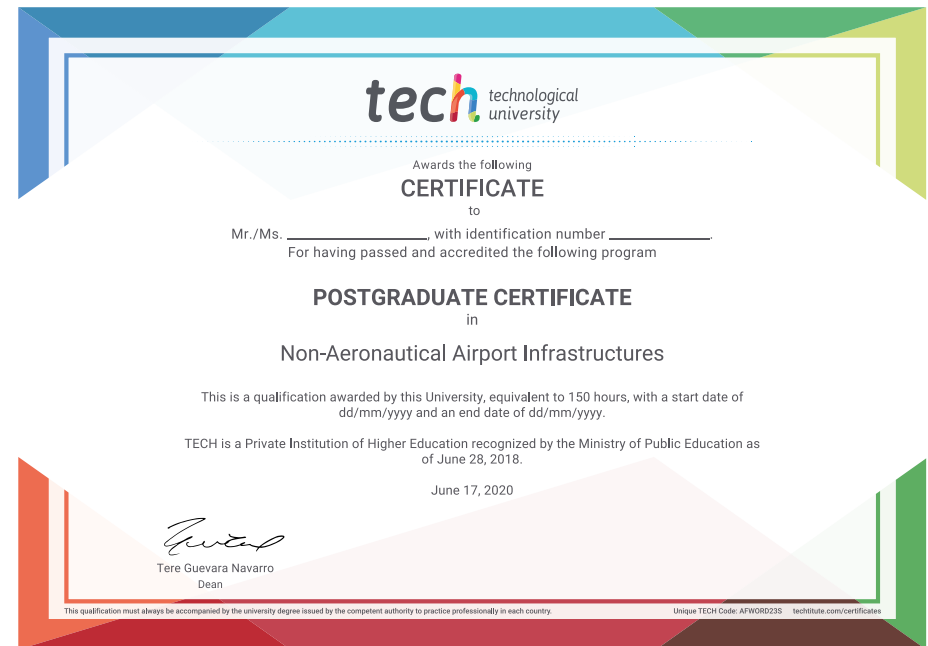 tech technological
university
Awards the following
CERTIFICATE
to
Mr./Ms. ____________________, with identification number ______________.
For having passed and accredited the following program
POSTGRADUATE CERTIFICATE
in
Non-Aeronautical Airport Infrastructures
This is a qualification awarded by this University, equivalent to 150 hours, with a start date of
dd/mm/yyyy and an end date of dd/mm/yyyy.
TECH is a Private Institution of Higher Education recognized by the Ministry of Public Education as
of June 28, 2018.
June 17, 2020
Tere Guevara Navarro
Dean
This qualification must always be accompanied by the university degree issued by the competent authority to practice professionally in each country. Unique TECH Code: AFWORD23S techtitute.com/certificates